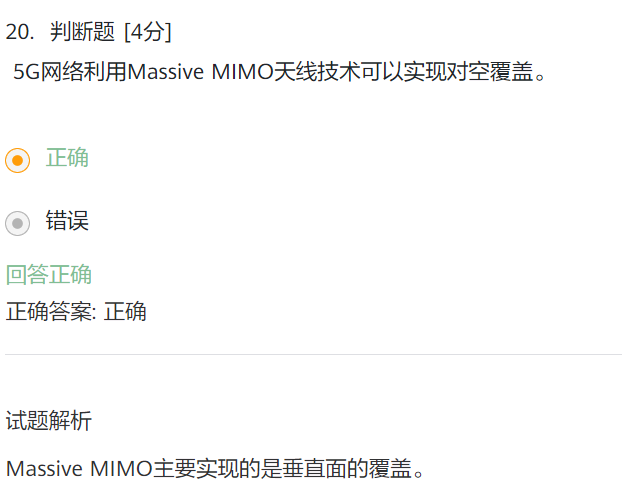 20. 判断题 [4分]
5G网络利用Massive MIMO天线技术可以实现对空覆盖。
正确
错误
回答正确
正确答案: 正确
试题解析
Massive MIMO主要实现的是垂直面的覆盖。